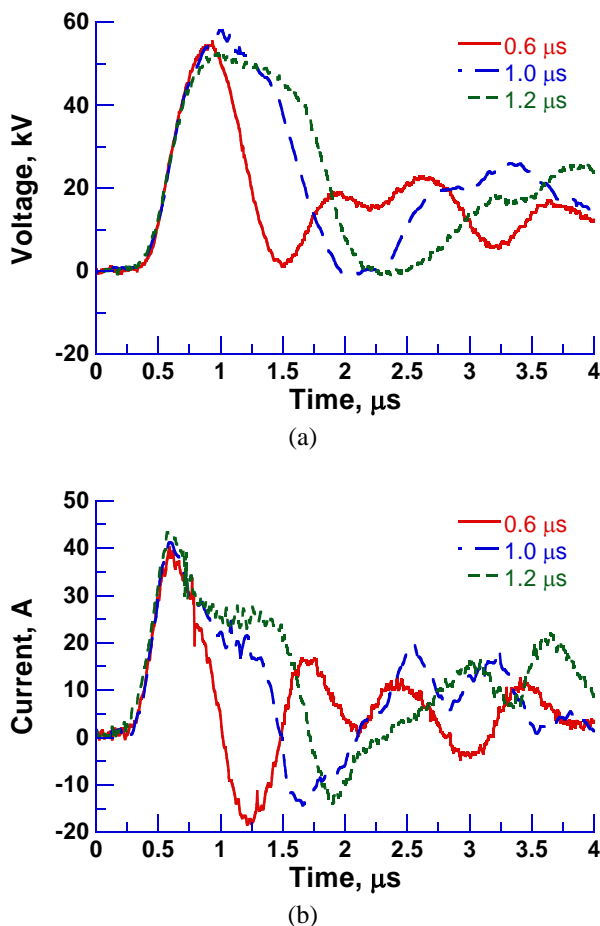 60
40
20
0
-20
Voltage, kV
0.6 μs
1.0 μs
1.2 μs
0 0.5 1 1.5 2 2.5 3 3.5 4
Time, μs
(a)
50
40
30
20
10
0
-10
-20
Current, A
0.6 μs
1.0 μs
1.2 μs
0 0.5 1 1.5 2 2.5 3 3.5 4
Time, μs
(b)